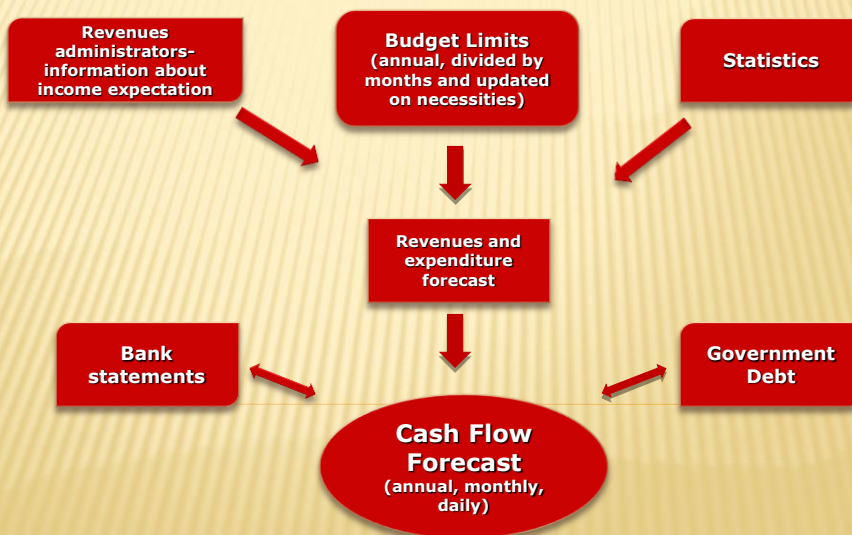 Revenues
administrators-
information about
income expectation
Budget Limits
(annual, divided by
months and updated
on necessities)
Statistics
Revenues and
expenditure
forecast
Bank
statements
Government
Debt
Cash Flow
Forecast
(annual, monthly,
daily)